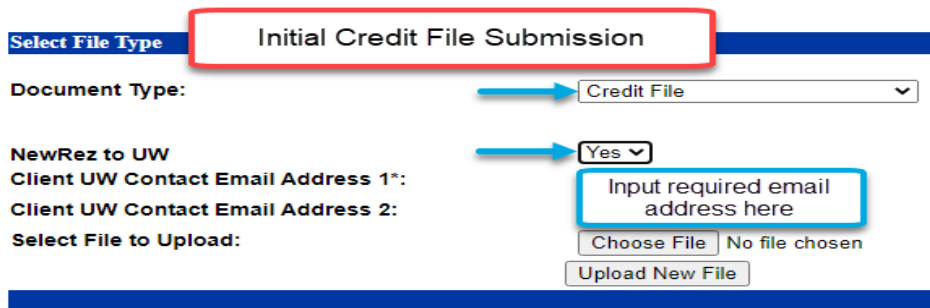 Select File Type
Initial Credit File Submission
Document Type:
Credit File
NewRez to UW
Yes
Client UW Contact Email Address 1*:
Input required email
address here
Client UW Contact Email Address 2:
Select File to Upload:
Choose File No file chosen
Upload New File